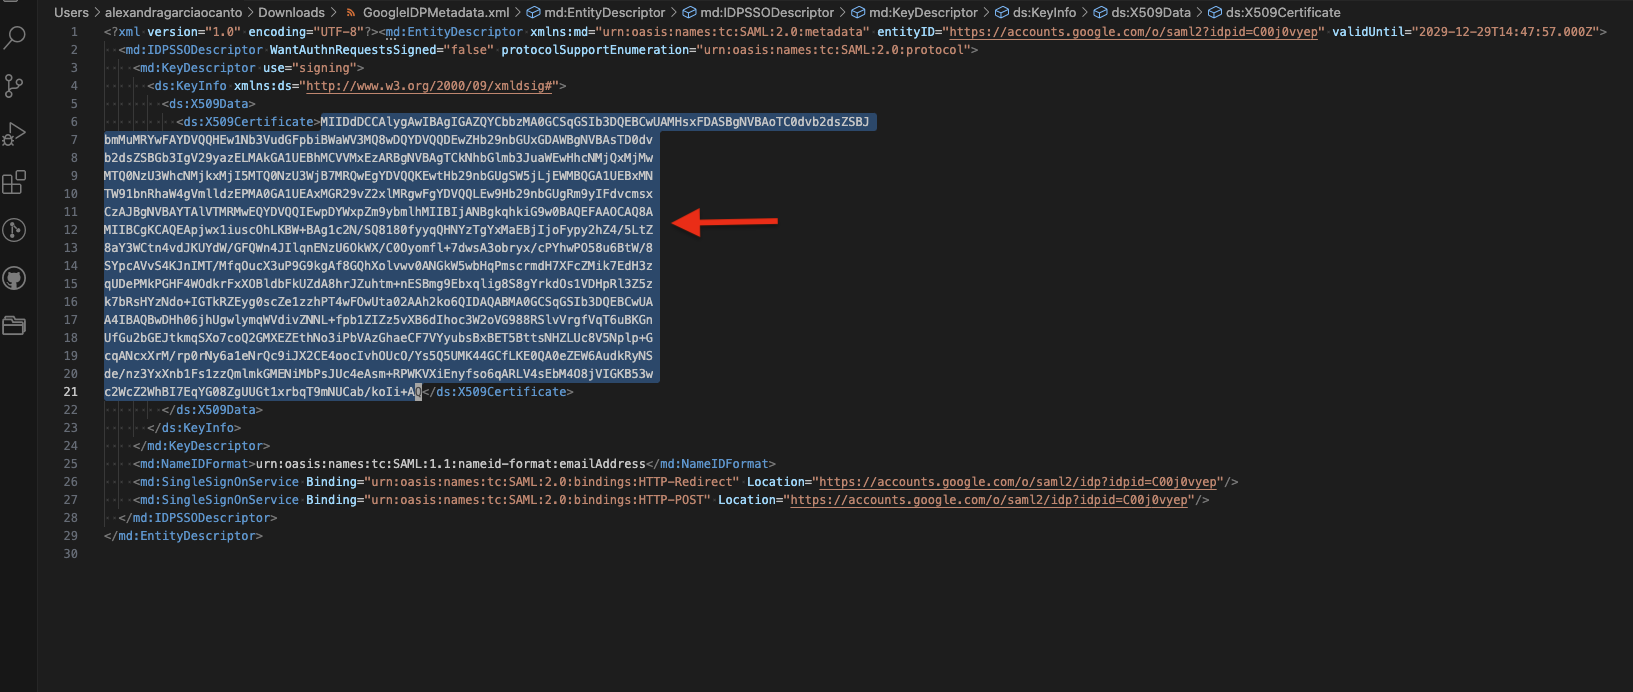 Users > alexandragarciaocanto > Downloads > GoogleIDPMetadata.xml > md:EntityDescriptor > md:IDPSSODescriptor > md:KeyDescriptor > ds:KeyInfo > ds:X509Data > ds:X509Certificate
1 <?xml version="1.0" encoding="UTF-8"?><md:EntityDescriptor xmlns:md="urn:oasis:names:tc:SAML:2.0:metadata" entityID="https://accounts.google.com/o/saml2?idpid=C00j0vyep" validUntil="2029-12-29T14:47:57.000Z">
2 <md:IDPSSODescriptor WantAuthnRequestsSigned="false" protocolSupportEnumeration="urn:oasis:names:tc:SAML:2.0:protocol">
3 <md:KeyDescriptor use="signing">
4 <ds:KeyInfo xmlns:ds="http://www.w3.org/2000/09/xmldsig#">
5 <ds:X509Data>
6 <ds:X509Certificate>MIIDdDCCAlygAwIBAgIGAZQYCbbzMA0GCSqGSIb3DQEBCwUAMHsxFDASBgNVBAoTC0dvb2dsZSBJ
7 bmMuMRYwFAYDVQQHEw1Nb3VudGFpbiBWaWV3MQ8wDQYDVQQDEwZHb29nbGUxGDAWBgNVBAsTD0dv
8 b2dsZSBGb3IgV29yazELMAkGA1UEBhMCVVMxEzARBgNVBAgTCkNhbGlmb3JuaWEwHhcNMjQxMjMw
9 MTQ0NzU3WhcNMjkxMjI5MTQ0NzU3WjB7MRQwEgYDVQQKEwtHb29nbGUgSW5jLjEWMBQGA1UEBxMN
10 TW91bnRhaW4gVmlldzEPMA0GA1UEAxMGR29vZ2xlMRgwFgYDVQQLEw9Hb29nbGUgRm9yIFdvcmsx
11 CzAJBgNVBAYTAlVTMRMwEQYDVQQIEwpDYWxpZm9ybmlhMIIBIjANBgkqhkiG9w0BAQEFAAOCAQ8A
12 MIIBCgKCAQEApjwx1iuscOhLKBW+BAg1c2N/SQ8180fyyqQHNYzTgYxMaEBjIjoFypy2hZ4/5LtZ
13 8aY3WCtn4vdJKUYdW/GFQWn4JIlqnENzU6OkWX/C0Oyomfl+7dwsA3obryx/cPYhwPO58u6BtW/8
14 SYpcAVvS4KJnIMT/MfqOucX3uP9G9kgAf8GQhXolvwv0ANGkW5wbHqPmscrmdH7XFcZMik7EdH3z
15 qUDePMkPGHF4WOdkrFxXOBldbFkUZdA8hrJZuhtm+nESBmg9Ebxqlig8S8gYrkdOs1VDHpRl3Z5z
16 k7bRsHYzNdo+IGTkRZEyg0scZe1zzhPT4wFOwUta02AAh2ko6QIDAQABMA0GCSqGSIb3DQEBCwUA
17 A4IBAQBwDHh06jhUgwlymqWVdivZNNL+fpb1ZIZz5vXB6dIhoc3W2oVG988RSlvVrgfVqT6uBKGn
18 UfGu2bGEJtkmqSXo7coQ2GMXEZEthNo3iPbVAzGhaeCF7VYyubsBxBET5BttsNHZLUc8V5Nplp+G
19 cqANcxXrM/rp0rNy6a1eNrQc9iJX2CE4oocIvhOUcO/Ys5Q5UMK44GCfLKE0QA0eZEW6AudkRyNS
20 de/nz3YxXnb1Fs1zzQmlmkGMENiMbPsJUc4eAsm+RPWKVXiEnyfso6qARLV4sEbM4O8jVIGKB53w
21 c2WcZ2WhBI7EqYG08ZgUUGt1xrbqT9mNUCab/koIi+AQ</ds:X509Certificate>
22 </ds:X509Data>
23 </ds:KeyInfo>
24 </md:KeyDescriptor>
25 <md:NameIDFormat>urn:oasis:names:tc:SAML:1.1:nameid-format:emailAddress</md:NameIDFormat>
26 <md:SingleSignOnService Binding="urn:oasis:names:tc:SAML:2.0:bindings:HTTP-Redirect" Location="https://accounts.google.com/o/saml2/idp?idpid=C00j0vyep"/>
27 <md:SingleSignOnService Binding="urn:oasis:names:tc:SAML:2.0:bindings:HTTP-POST" Location="https://accounts.google.com/o/saml2/idp?idpid=C00j0vyep"/>
28 </md:IDPSSODescriptor>
29 </md:EntityDescriptor>
30